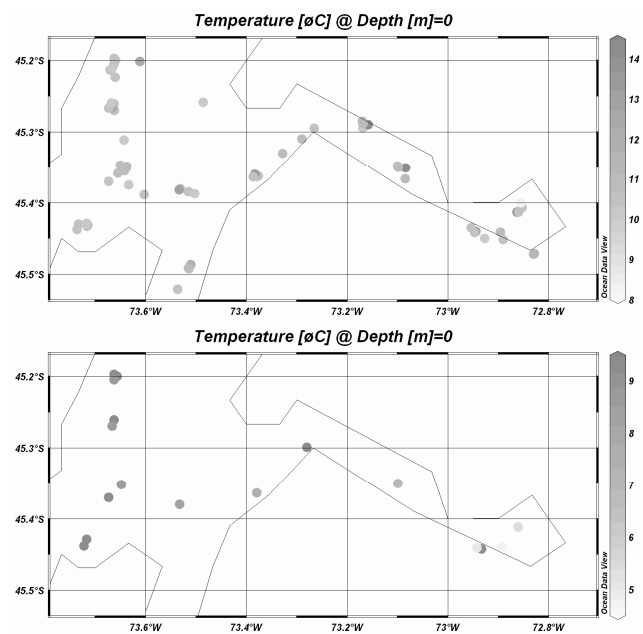 Temperature [øC] @ Depth [m]=0
45.2°S
45.3°S
45.4°S
45.5°S
73.6°W
73.4°W
73.2°W
73°W
72.8°W
Ocean Data View
14
13
12
11
10
9
8
Temperature [øC] @ Depth [m]=0
45.2°S
45.3°S
45.4°S
45.5°S
73.6°W
73.4°W
73.2°W
73°W
72.8°W
Ocean Data View
9
8
7
6
5